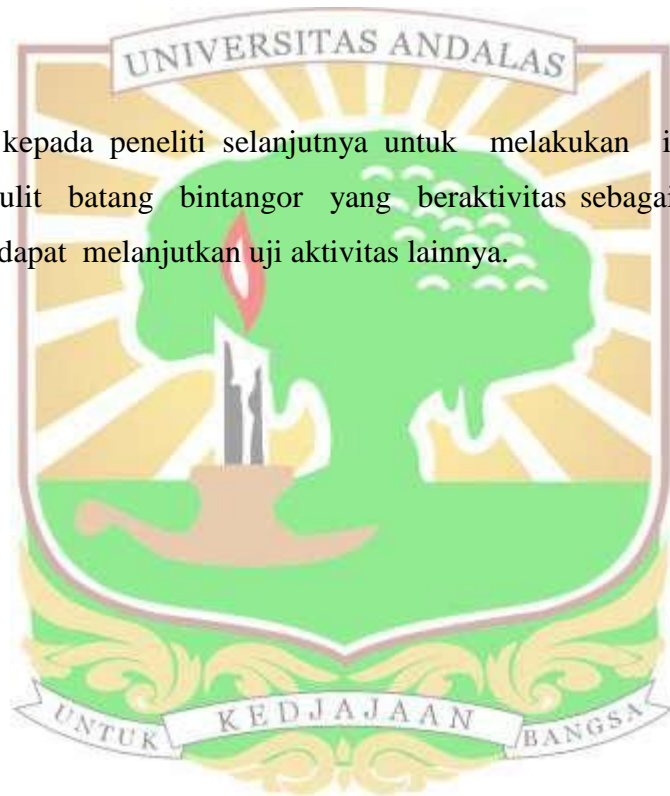 UNIVERSITAS ANDALAS
kepada peneliti selanjutnya untuk melakukan i
ulit batang bintangor yang beraktivitas sebagai
dapat melanjutkan uji aktivitas lainnya.
UNTUK KEDJAJAAN BANGSA